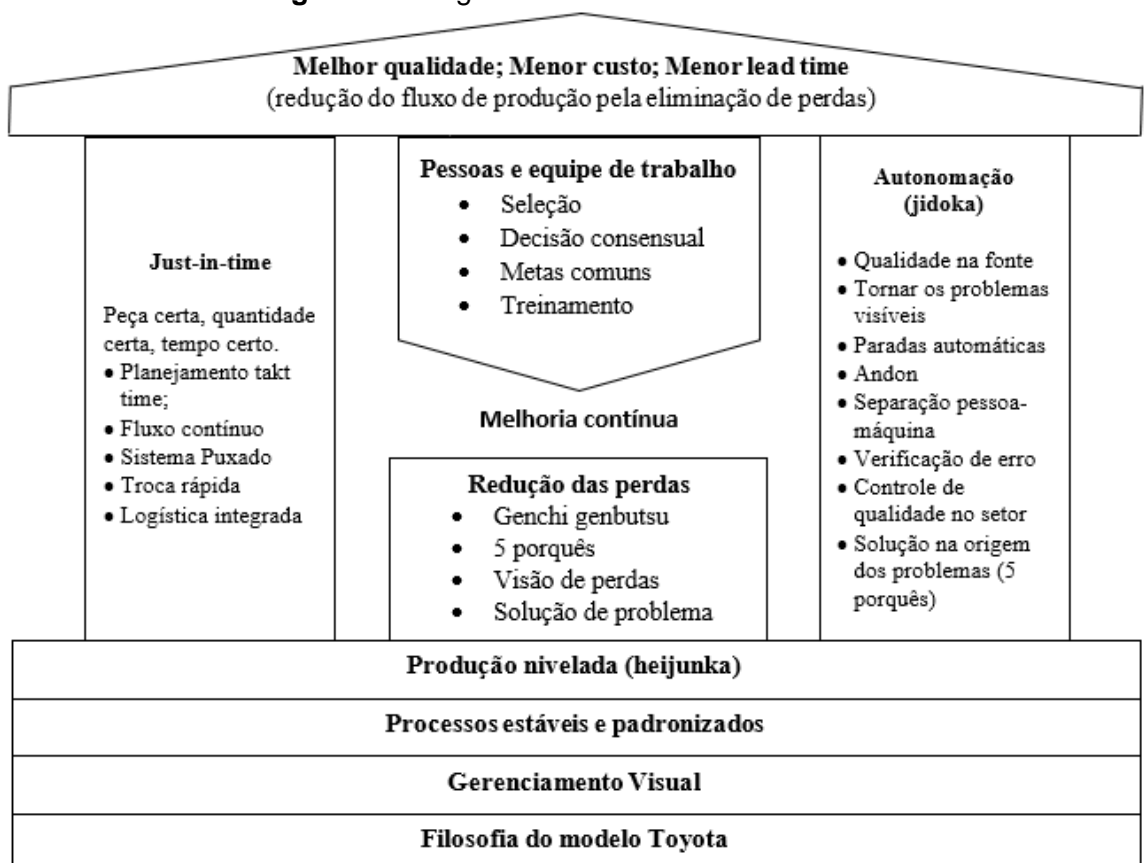 Melhor qualidade; Menor custo; Menor lead time
(redução do fluxo de produção pela eliminação de perdas)
Just-in-time
Peça certa, quantidade
certa, tempo certo.
• Planejamento takt
time;
• Fluxo contínuo
• Sistema Puxado
• Troca rápida
• Logística integrada
Pessoas e equipe de trabalho
• Seleção
• Decisão consensual
• Metas comuns
• Treinamento
Melhoria contínua
Redução das perdas
• Genchi genbutsu
• 5 porquês
• Visão de perdas
• Solução de problema
Autonomação
(jidoka)
• Qualidade na fonte
• Tornar os problemas
visíveis
• Paradas automáticas
• Andon
• Separação pessoa-
máquina
• Verificação de erro
• Controle de
qualidade no setor
• Solução na origem
dos problemas (5
porquês)
Produção nivelada (heijunka)
Processos estáveis e padronizados
Gerenciamento Visual
Filosofia do modelo Toyota